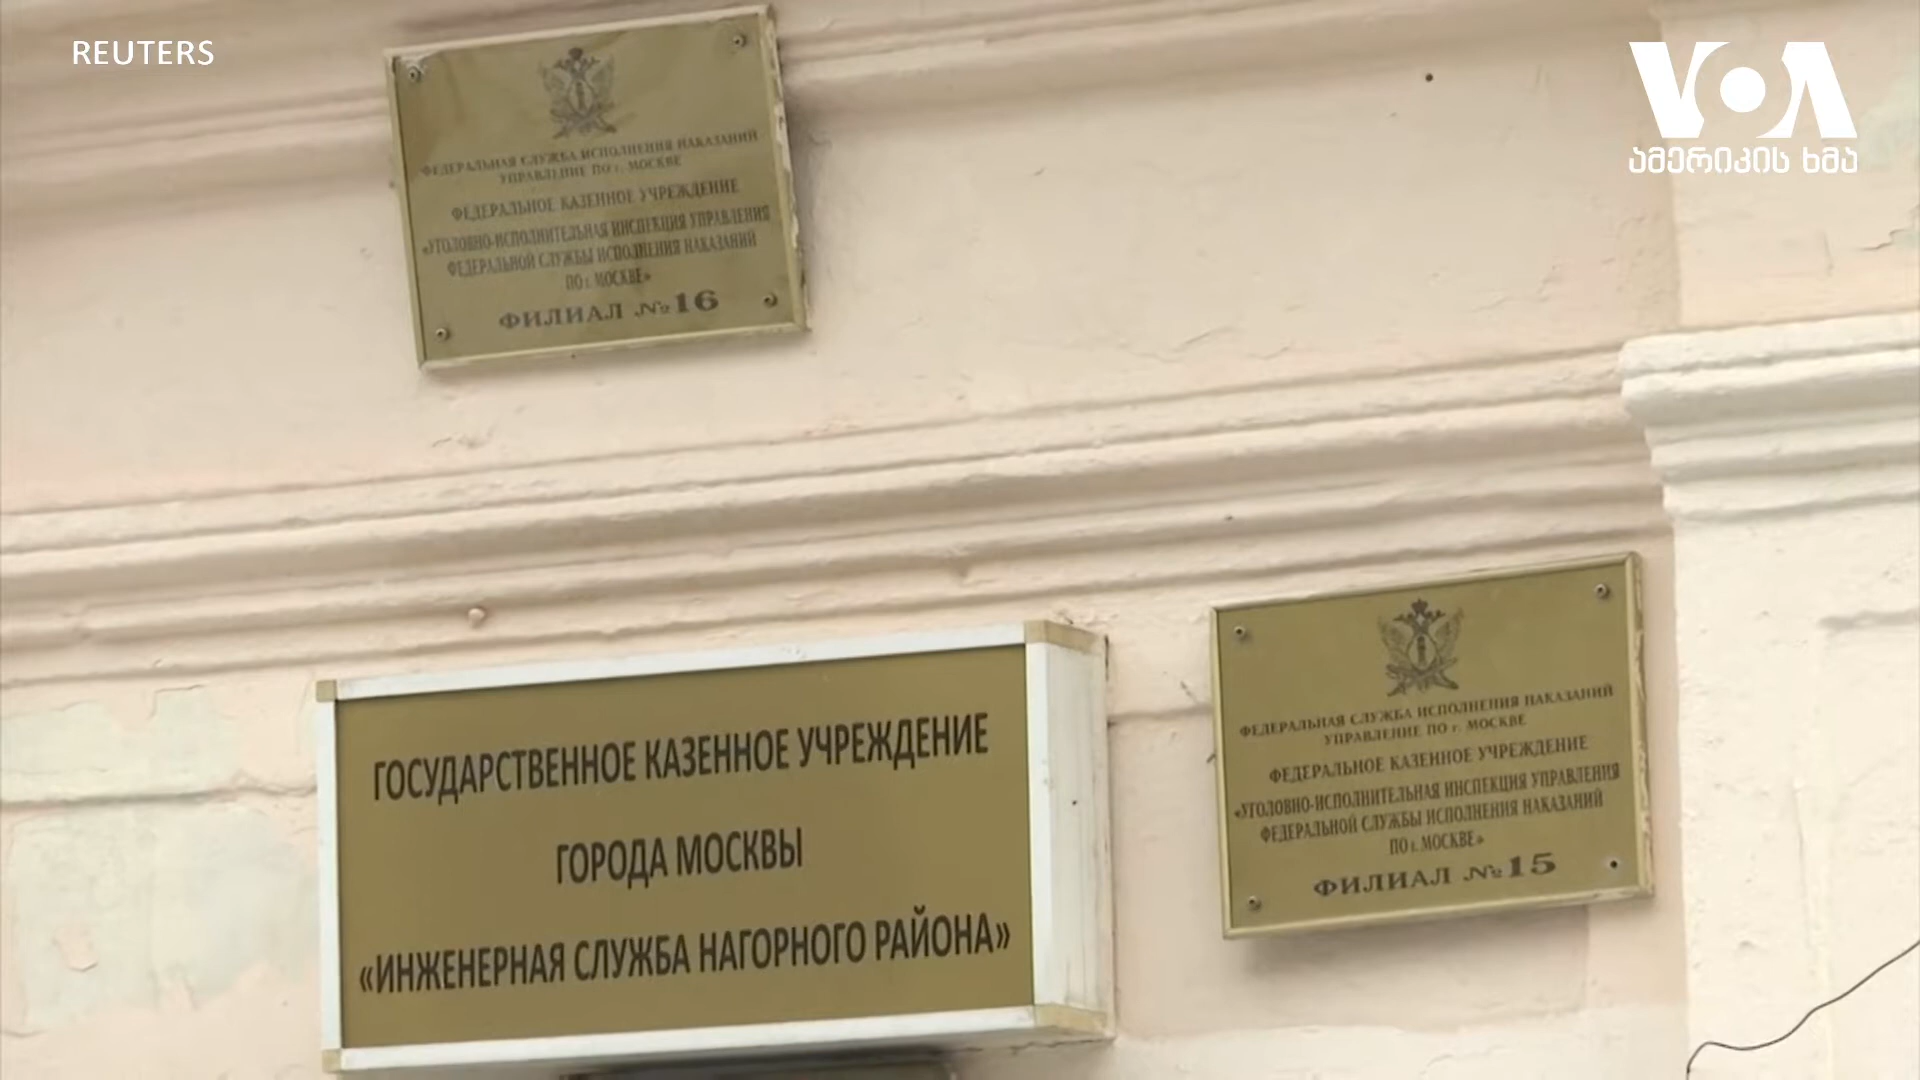 REUTERS
VOA
ამერიკის ხმა
ФЕДЕРАЛЬНАЯ СЛУЖБА ИСПОЛНЕНИЯ НАКАЗАНИЙ
УПРАВЛЕНИЕ ПО г. МОСКВЕ
ФЕДЕРАЛЬНОЕ КАЗЕННОЕ УЧРЕЖДЕНИЕ
«УГОЛОВНО-ИСПОЛНИТЕЛЬНАЯ ИНСПЕКЦИЯ УПРАВЛЕНИЯ
ФЕДЕРАЛЬНОЙ СЛУЖБЫ ИСПОЛНЕНИЯ НАКАЗАНИЙ
ПО г. МОСКВЕ»
ФИЛИАЛ №16
ГОСУДАРСТВЕННОЕ КАЗЕННОЕ УЧРЕЖДЕНИЕ
ГОРОДА МОСКВЫ
«ИНЖЕНЕРНАЯ СЛУЖБА НАГОРНОГО РАЙОНА»
ФЕДЕРАЛЬНАЯ СЛУЖБА ИСПОЛНЕНИЯ НАКАЗАНИЙ
УПРАВЛЕНИЕ ПО г. МОСКВЕ
ФЕДЕРАЛЬНОЕ КАЗЕННОЕ УЧРЕЖДЕНИЕ
«УГОЛОВНО-ИСПОЛНИТЕЛЬНАЯ ИНСПЕКЦИЯ УПРАВЛЕНИЯ
ФЕДЕРАЛЬНОЙ СЛУЖБЫ ИСПОЛНЕНИЯ НАКАЗАНИЙ
ПО г. МОСКВЕ»
ФИЛИАЛ №15